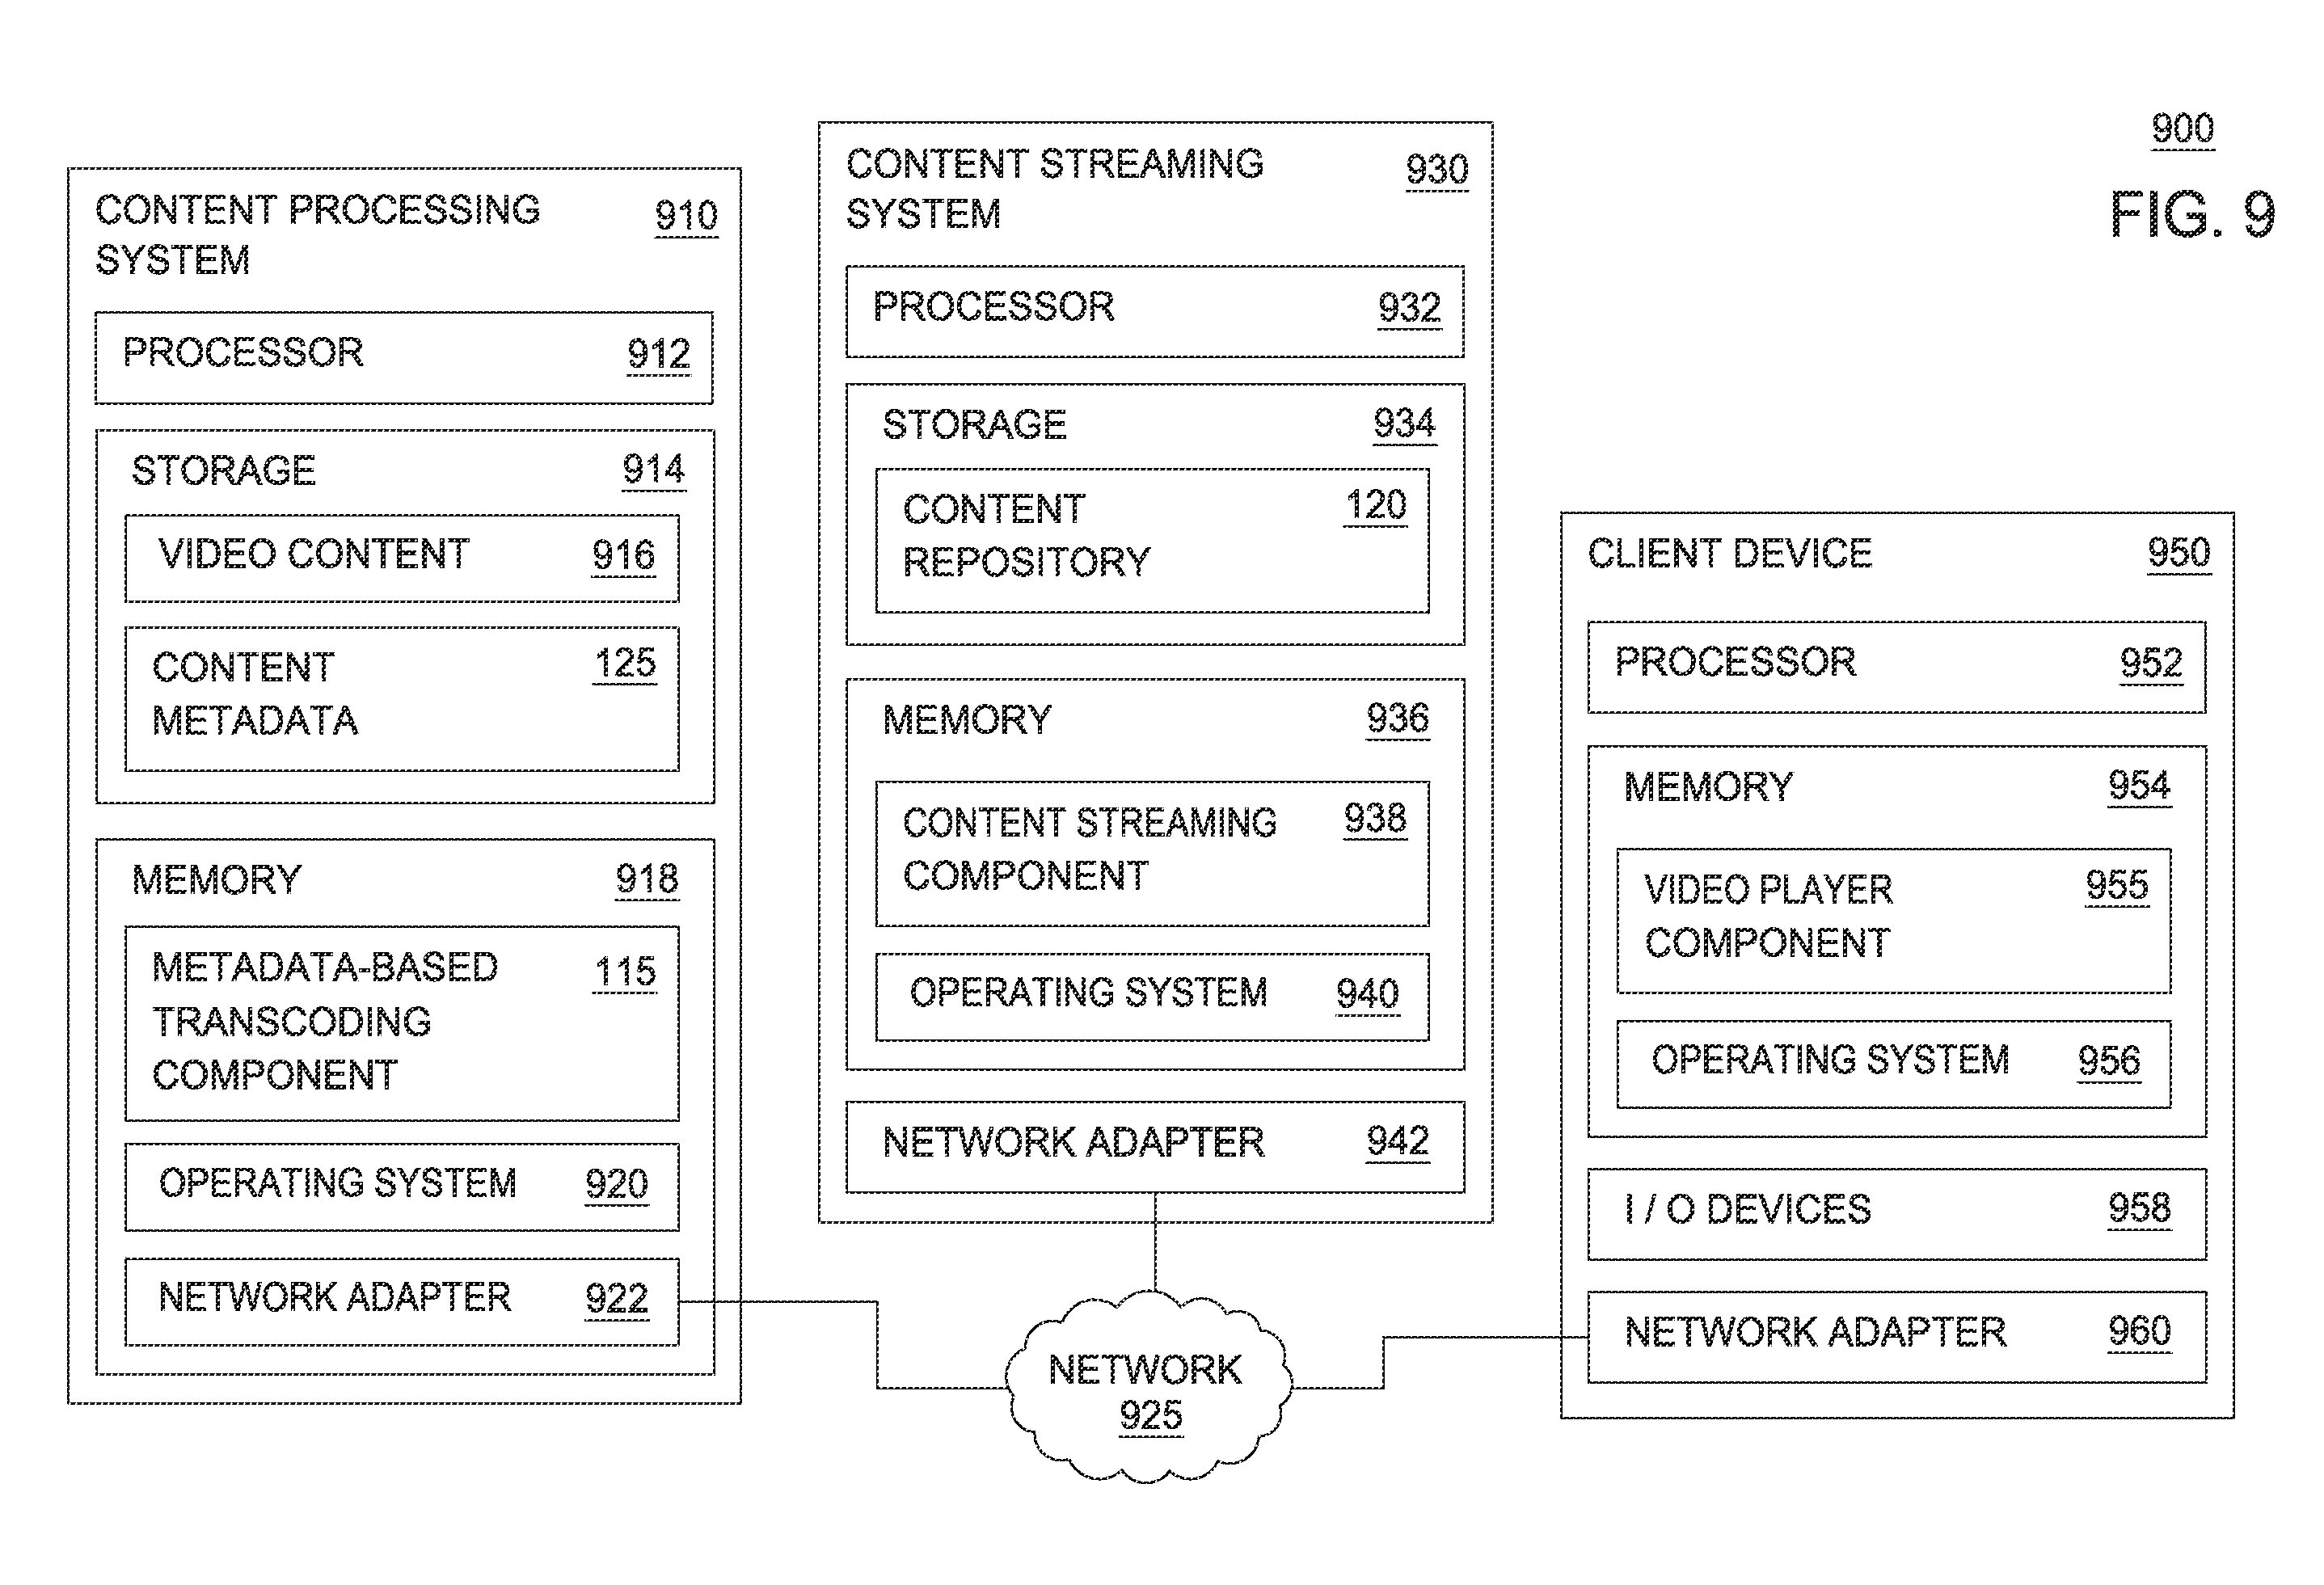 900
FIG. 9
CONTENT PROCESSING 910
SYSTEM
PROCESSOR 912
STORAGE 914
VIDEO CONTENT 916
CONTENT 125
METADATA
MEMORY 918
METADATA-BASED 115
TRANSCODING
COMPONENT
OPERATING SYSTEM 920
NETWORK ADAPTER 922
CONTENT STREAMING 930
SYSTEM
PROCESSOR 932
STORAGE 934
CONTENT 120
REPOSITORY
MEMORY 936
CONTENT STREAMING 938
COMPONENT
OPERATING SYSTEM 940
NETWORK ADAPTER 942
NETWORK
925
CLIENT DEVICE 950
PROCESSOR 952
MEMORY 954
VIDEO PLAYER 955
COMPONENT
OPERATING SYSTEM 956
I / O DEVICES 958
NETWORK ADAPTER 960